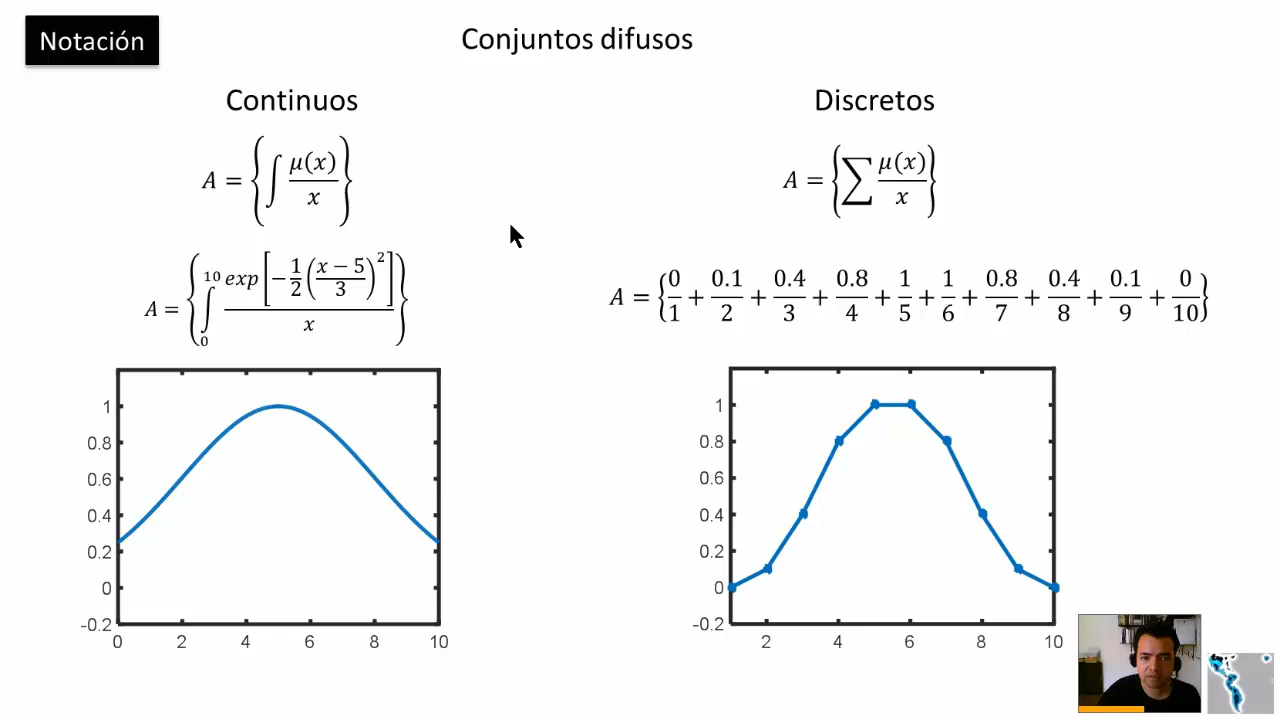 Notación
Conjuntos difusos
Continuos
A = {∫ μ(x)/x}
A = {∫₀¹⁰ exp[−1/2((x − 5)/3)²]/x}
1
0.8
0.6
0.4
0.2
0
-0.2
0 2 4 6 8 10
Discretos
A = {∑ μ(x)/x}
A = {0/1 + 0.1/2 + 0.4/3 + 0.8/4 + 1/5 + 1/6 + 0.8/7 + 0.4/8 + 0.1/9 + 0/10}
1
0.8
0.6
0.4
0.2
0
-0.2
2 4 6 8 10